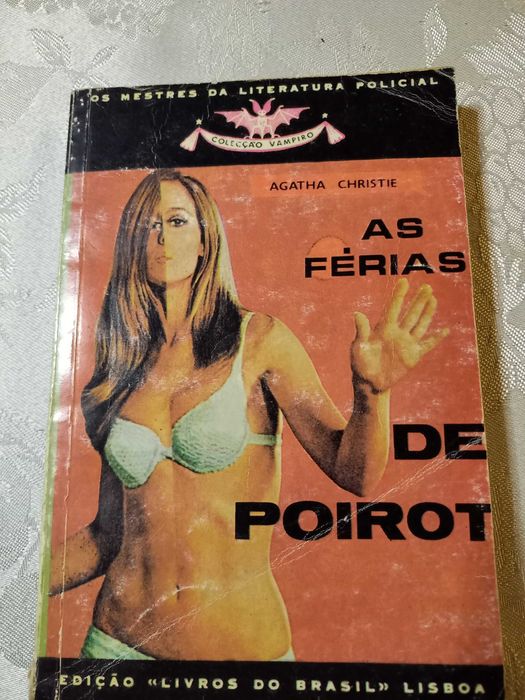 OS MESTRES DA LITERATURA POLICIAL
COLECÇÃO VAMPIRO
AGATHA CHRISTIE
AS
FÉRIAS
DE
POIROT
EDIÇÃO «LIVROS DO BRASIL» LISBOA